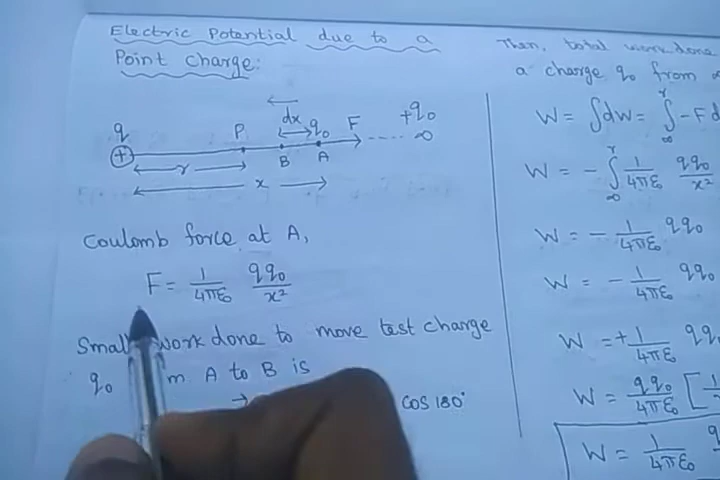 Electric Potential due to a
Point Charge:
q
P
dx
q₀
F
+q₀
∞
B
A
r
x
Coulomb force at A,
F = 1/4πε₀ qq₀/x²
Small work done to move test charge
q₀ A to B is
cos 180°
Then, total work done
a charge q₀ from
W = ∫dW = ∫ʳ∞ -F
W = - ∫ʳ∞ 1/4πε₀ qq₀/x²
W = - 1/4πε₀ qq₀
W = - 1/4πε₀ qq₀
W = + 1/4πε₀
W = qq₀/4πε₀ [
W = 1/4πε₀